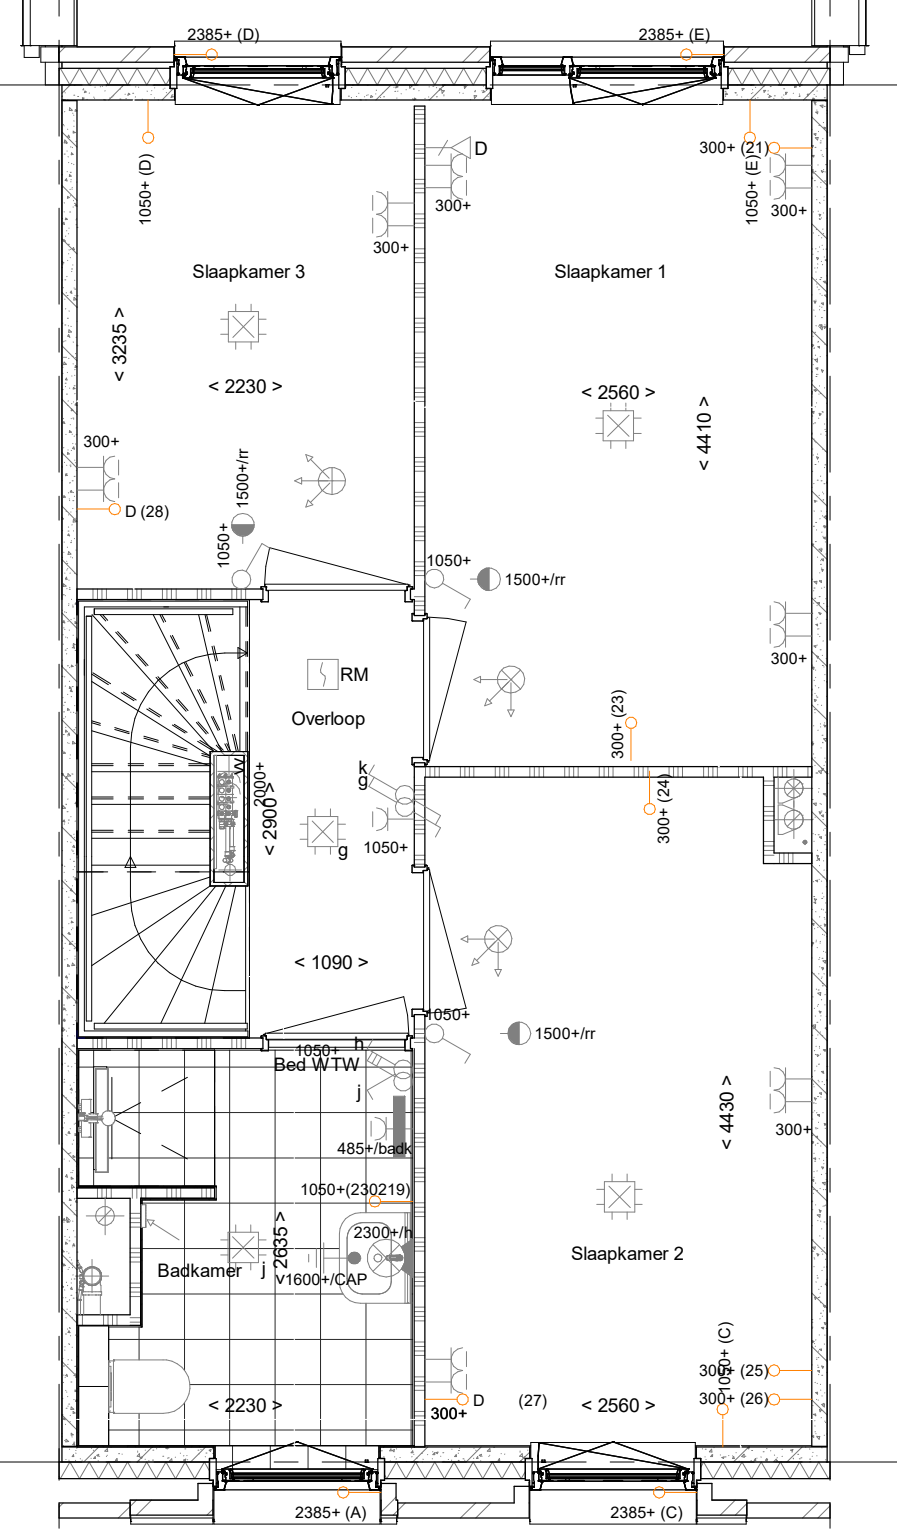 2385+ (D)
2385+ (E)
1050+ (D)
D
300+
300+
300+ (21)
1050+ (E)
300+
Slaapkamer 3
Slaapkamer 1
< 3235 >
< 2230 >
< 2560 >
< 4410 >
300+
D (28)
1500+/rr
1050+
1050+
1500+/rr
300+
RM
Overloop
300+ (23)
k
g
2000+
< 2900 >
300+ (24)
1050+
g
< 1090 >
1050+
1500+/rr
1050+
h
Bed WTW
j
485+/badk
< 4430 >
300+
1050+(230219)
2300+/h
< 2635 >
Badkamer
j
1600+/CAP
Slaapkamer 2
1050+ (C)
300+ (25)
300+ (26)
D
(27)
300+
< 2230 >
< 2560 >
2385+ (A)
2385+ (C)